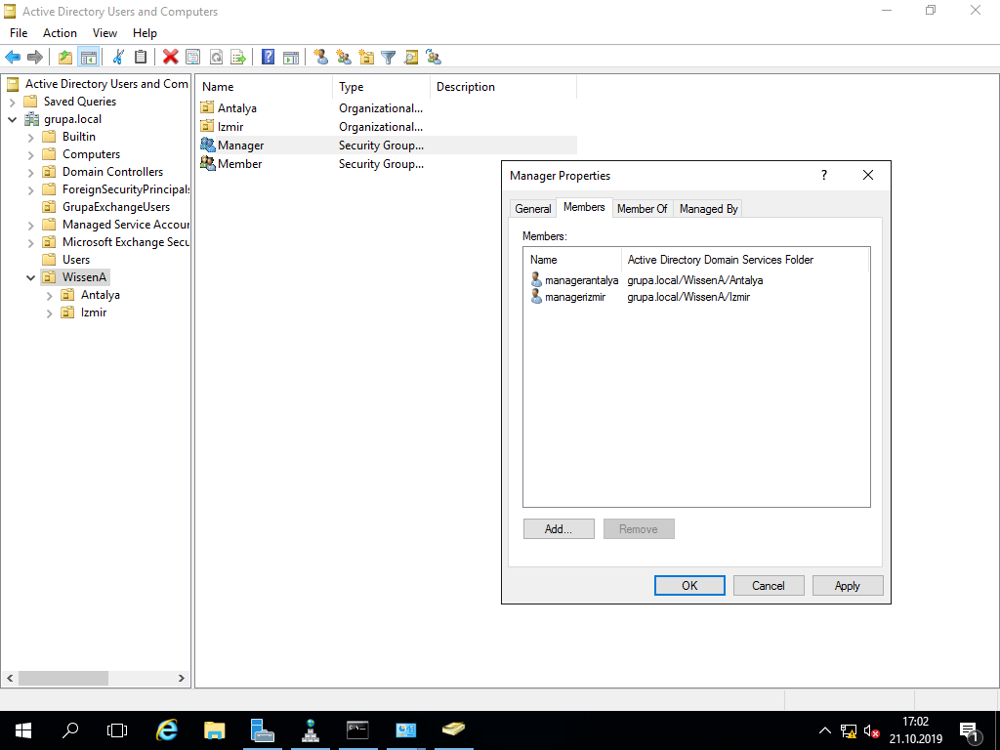 Active Directory Users and Computers
File Action View Help
Active Directory Users and Com
Saved Queries
grupa.local
Builtin
Computers
Domain Controllers
ForeignSecurityPrincipals
GrupaExchangeUsers
Managed Service Accoun
Microsoft Exchange Secu
Users
WissenA
Antalya
Izmir
Name Type Description
Antalya Organizational...
Izmir Organizational...
Manager Security Group...
Member Security Group...
Manager Properties ?
General Members Member Of Managed By
Members:
Name Active Directory Domain Services Folder
managerantalya grupa.local/WissenA/Antalya
managerizmir grupa.local/WissenA/Izmir
Add... Remove
OK Cancel Apply
17:02
21.10.2019
1